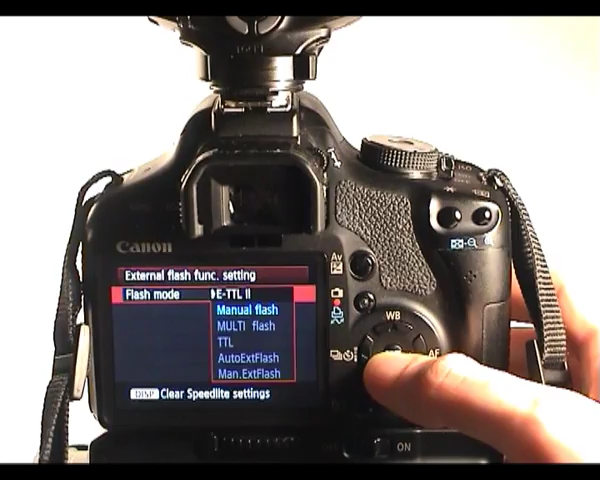 Canon
External flash func. setting
Flash mode
E-TTL II
Manual flash
MULTI flash
TTL
AutoExtFlash
Man.ExtFlash
DISP. Clear Speedlite settings
Av
WB
AF
ON